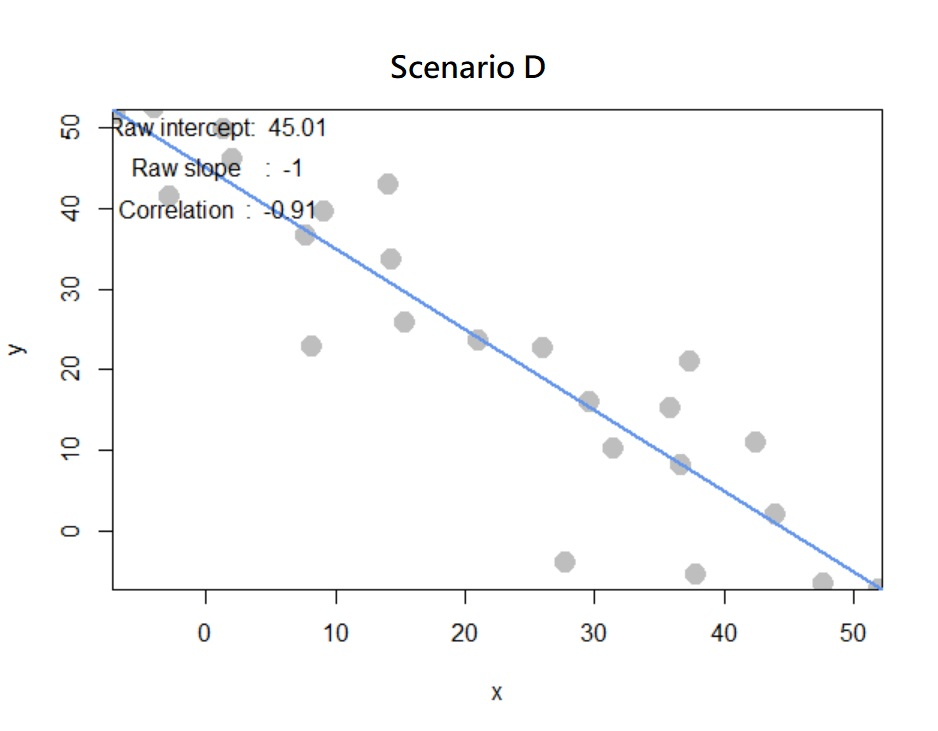 Scenario D
Raw intercept: 45.01
Raw slope : -1
Correlation : -0.91
50
40
30
20
10
0
y
0 10 20 30 40 50
x